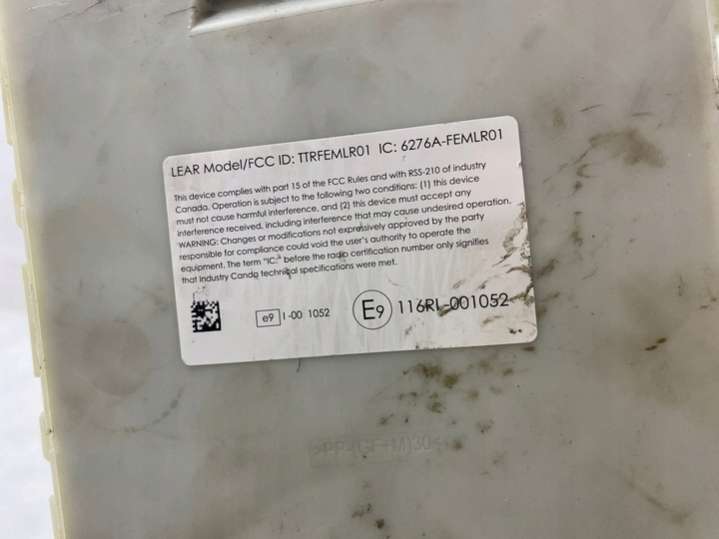 LEAR Model/FCC ID: TTRFEMLR01 IC: 6276A-FEMLR01
This device complies with part 15 of the FCC Rules and with RSS-210 of industry
Canada. Operation is subject to the following two conditions: (1) this device
must not cause harmful interference, and (2) this device must accept any
interference received, including interference that may cause undesired operation.
WARNING: Changes or modifications not expressively approved by the party
responsible for compliance could void the user's authority to operate the
equipment. The term "IC:" before the radio certification number only signifies
that Industry Canda technical specifications were met.
e9 I-00 1052
E9 116RI-001052